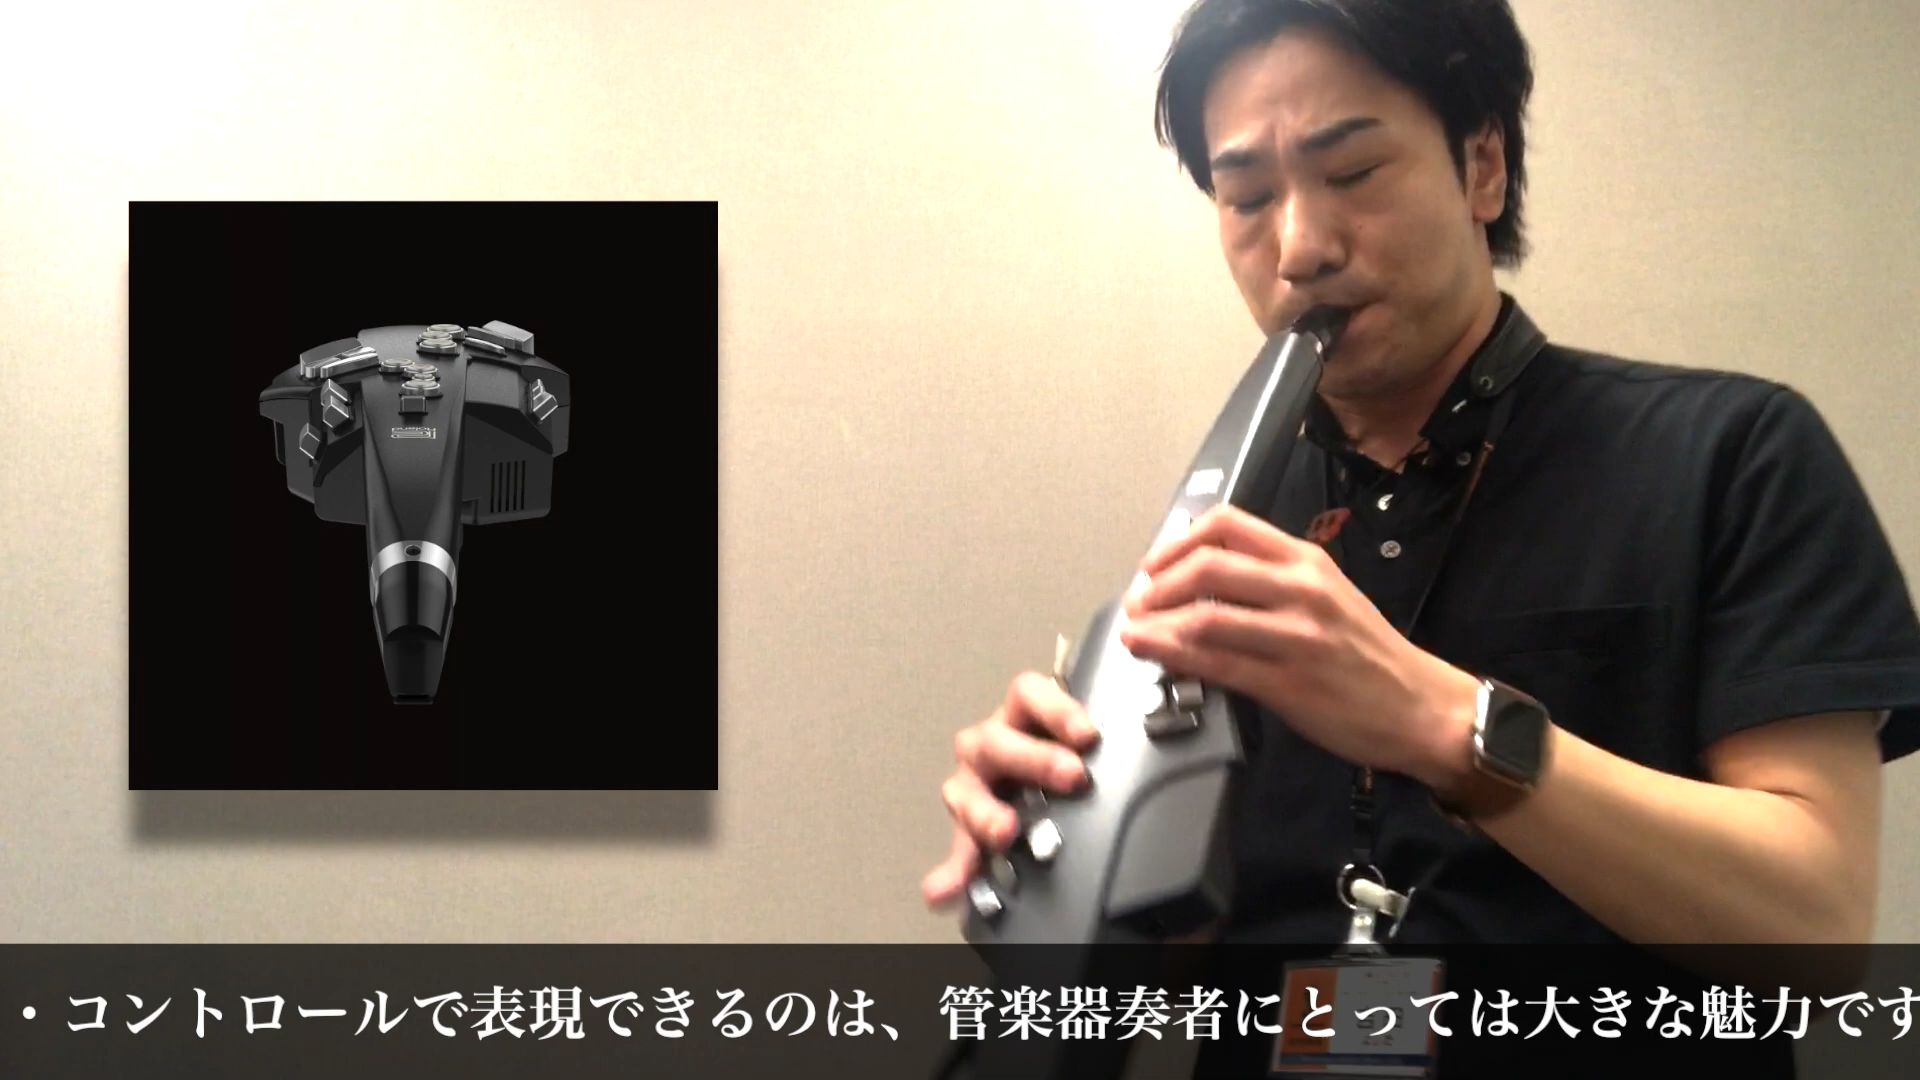 Roland
・コントロールで表現できるのは、管楽器奏者にとっては大きな魅力です